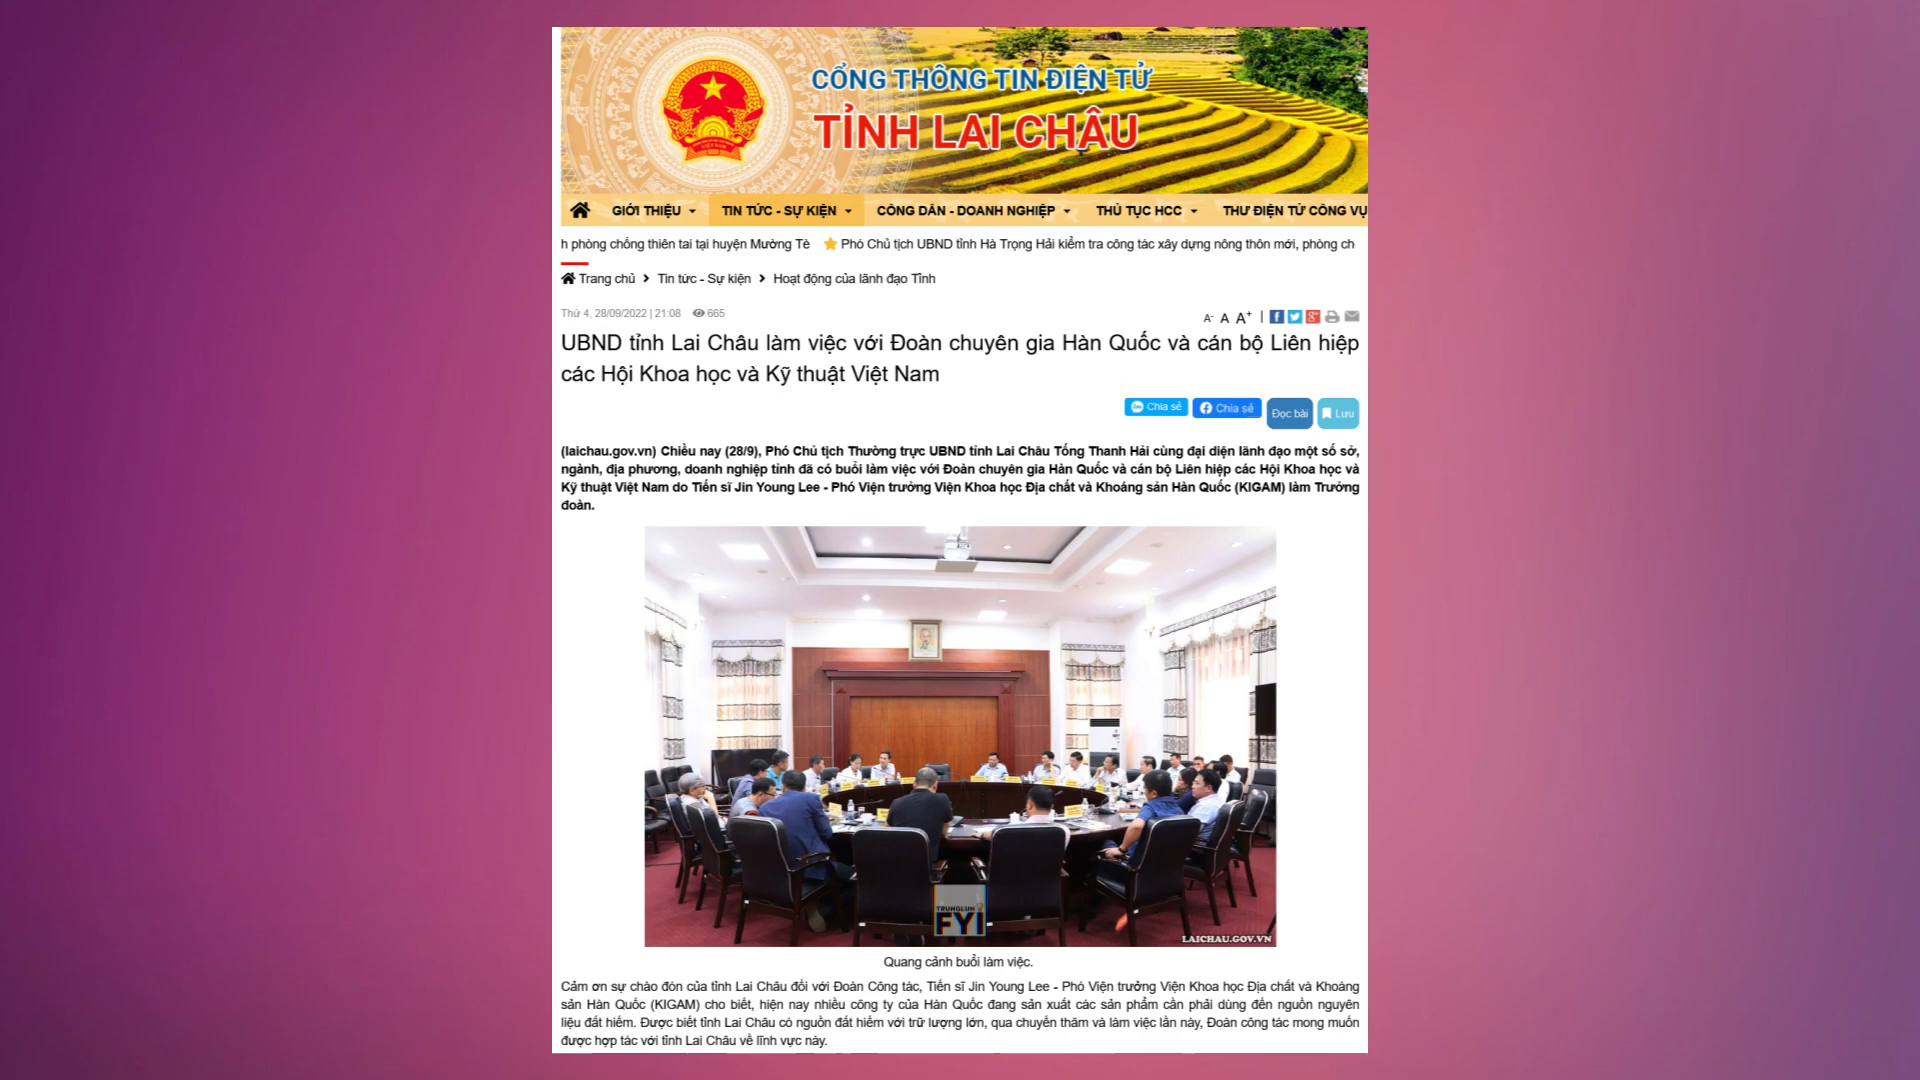 CỔNG THÔNG TIN ĐIỆN TỬ
TỈNH LAI CHÂU
VIỆT NAM
GIỚI THIỆU
TIN TỨC - SỰ KIỆN
CÔNG DÂN - DOANH NGHIỆP
THỦ TỤC HCC
THƯ ĐIỆN TỬ CÔNG VỤ
h phòng chống thiên tai tại huyện Mường Tè
Phó Chủ tịch UBND tỉnh Hà Trọng Hải kiểm tra công tác xây dựng nông thôn mới, phòng ch
Trang chủ > Tin tức - Sự kiện > Hoạt động của lãnh đạo Tỉnh
Thứ 4, 28/09/2022 | 21:08 665
A- A A+ |
UBND tỉnh Lai Châu làm việc với Đoàn chuyên gia Hàn Quốc và cán bộ Liên hiệp
các Hội Khoa học và Kỹ thuật Việt Nam
Chia sẻ
Chia sẻ
Đọc bài
Lưu
(laichau.gov.vn) Chiều nay (28/9), Phó Chủ tịch Thường trực UBND tỉnh Lai Châu Tống Thanh Hải cùng đại diện lãnh đạo một số sở,
ngành, địa phương, doanh nghiệp tỉnh đã có buổi làm việc với Đoàn chuyên gia Hàn Quốc và cán bộ Liên hiệp các Hội Khoa học và
Kỹ thuật Việt Nam do Tiến sĩ Jin Young Lee - Phó Viện trưởng Viện Khoa học Địa chất và Khoáng sản Hàn Quốc (KIGAM) làm Trưởng
đoàn.
TRUNGLUH
FYI
LAICHAU.GOV.VN
Quang cảnh buổi làm việc.
Cảm ơn sự chào đón của tỉnh Lai Châu đối với Đoàn Công tác, Tiến sĩ Jin Young Lee - Phó Viện trưởng Viện Khoa học Địa chất và Khoáng
sản Hàn Quốc (KIGAM) cho biết, hiện nay nhiều công ty của Hàn Quốc đang sản xuất các sản phẩm cần phải dùng đến nguồn nguyên
liệu đất hiếm. Được biết tỉnh Lai Châu có nguồn đất hiếm với trữ lượng lớn, qua chuyến thăm và làm việc lần này, Đoàn công tác mong muốn
được hợp tác với tỉnh Lai Châu về lĩnh vực này.